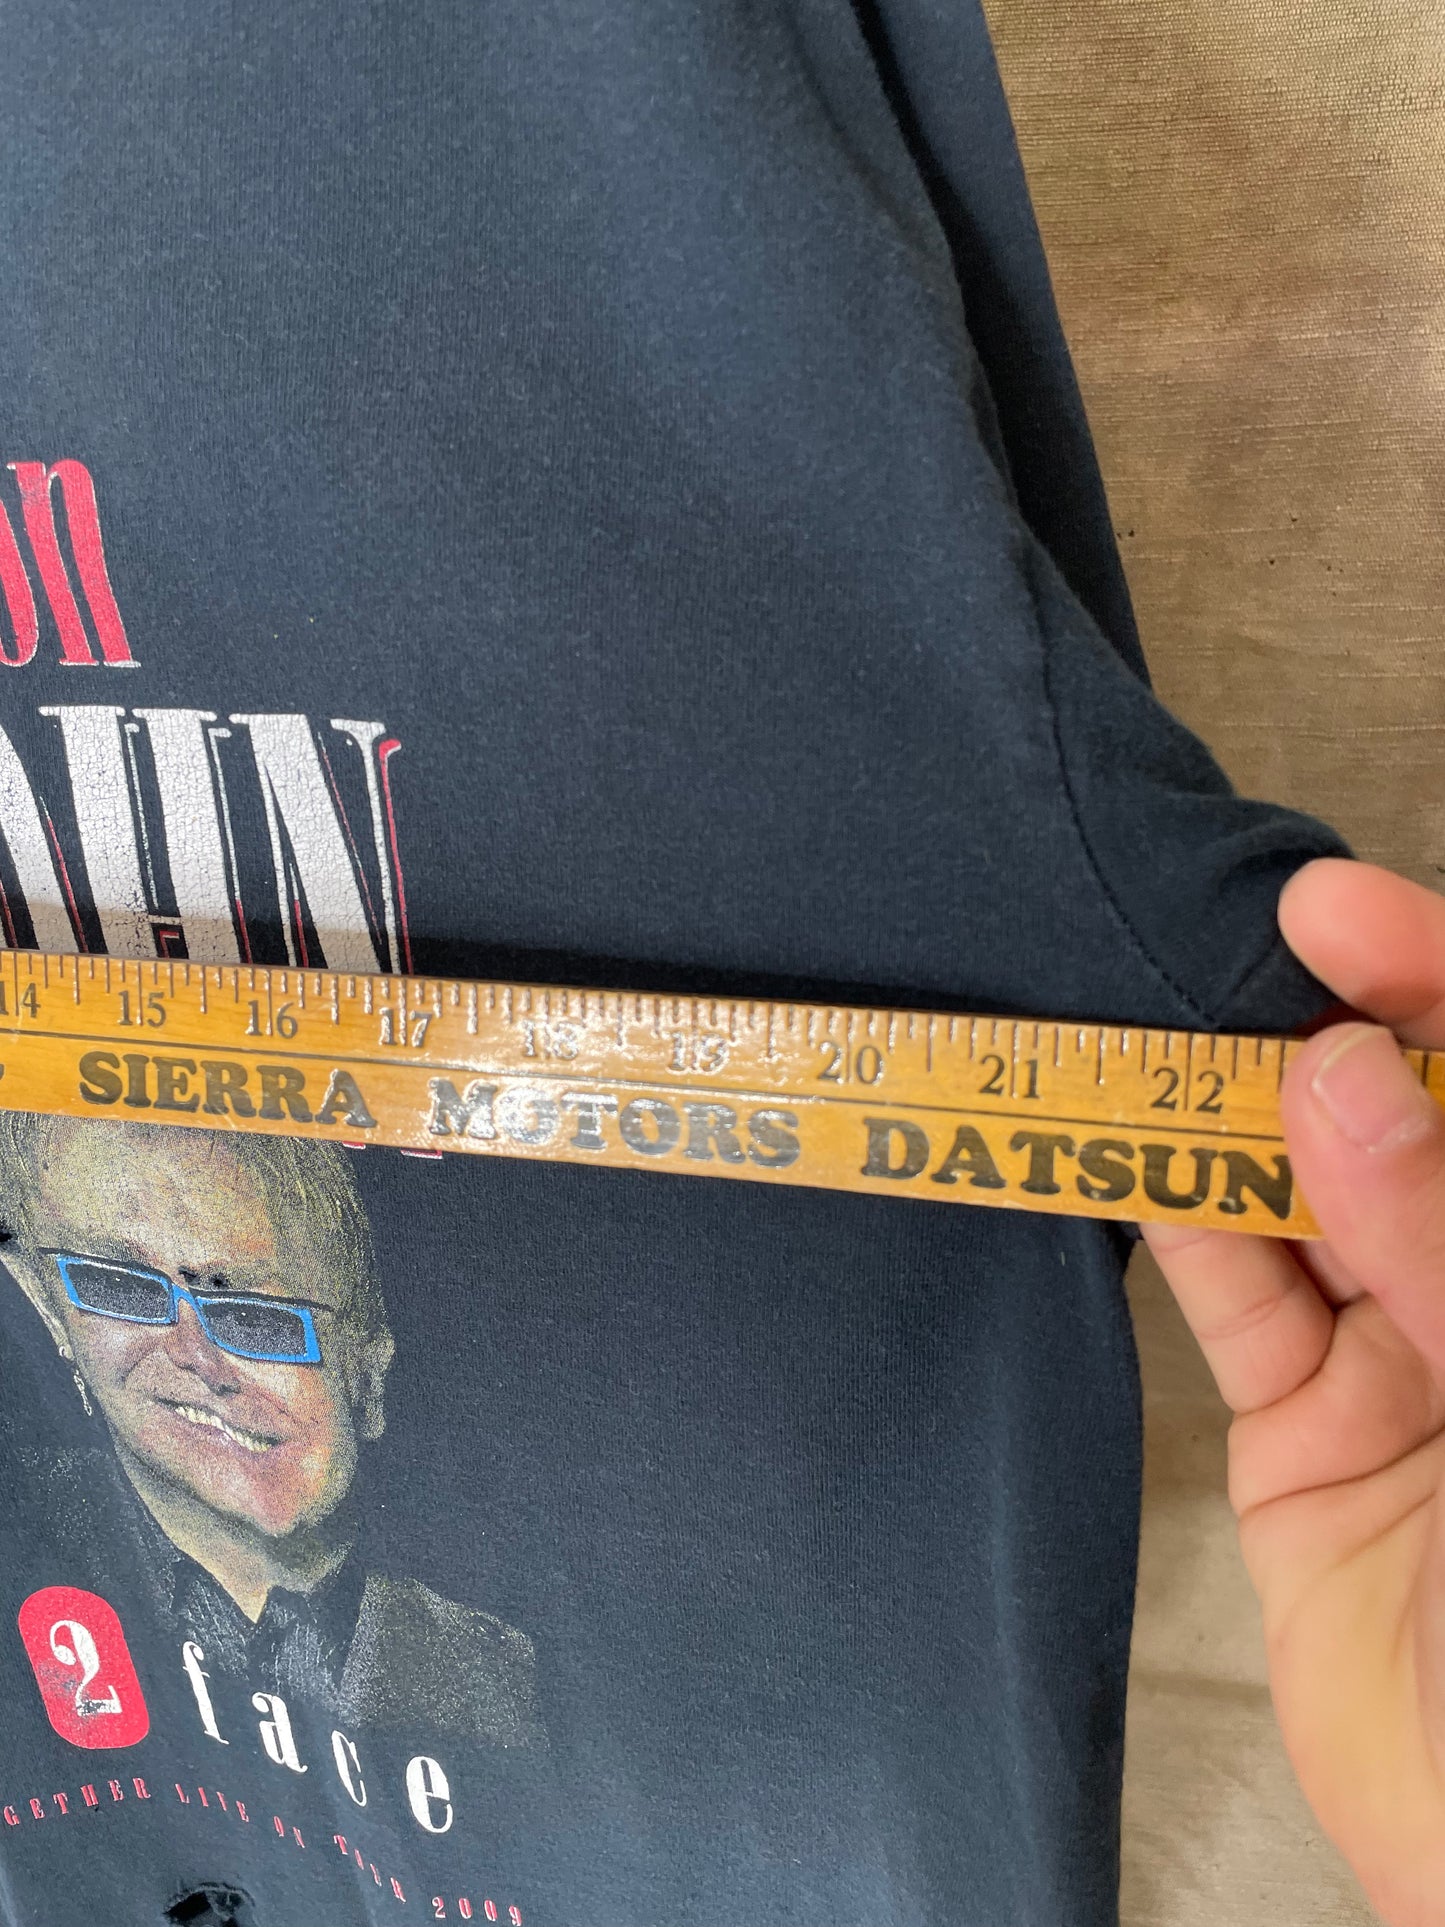 on
OHN
14 15 16 17 18 19 20 21 22
SIERRA MOTORS DATSUN
2 face
GETHER LIVE ON TOUR 2009